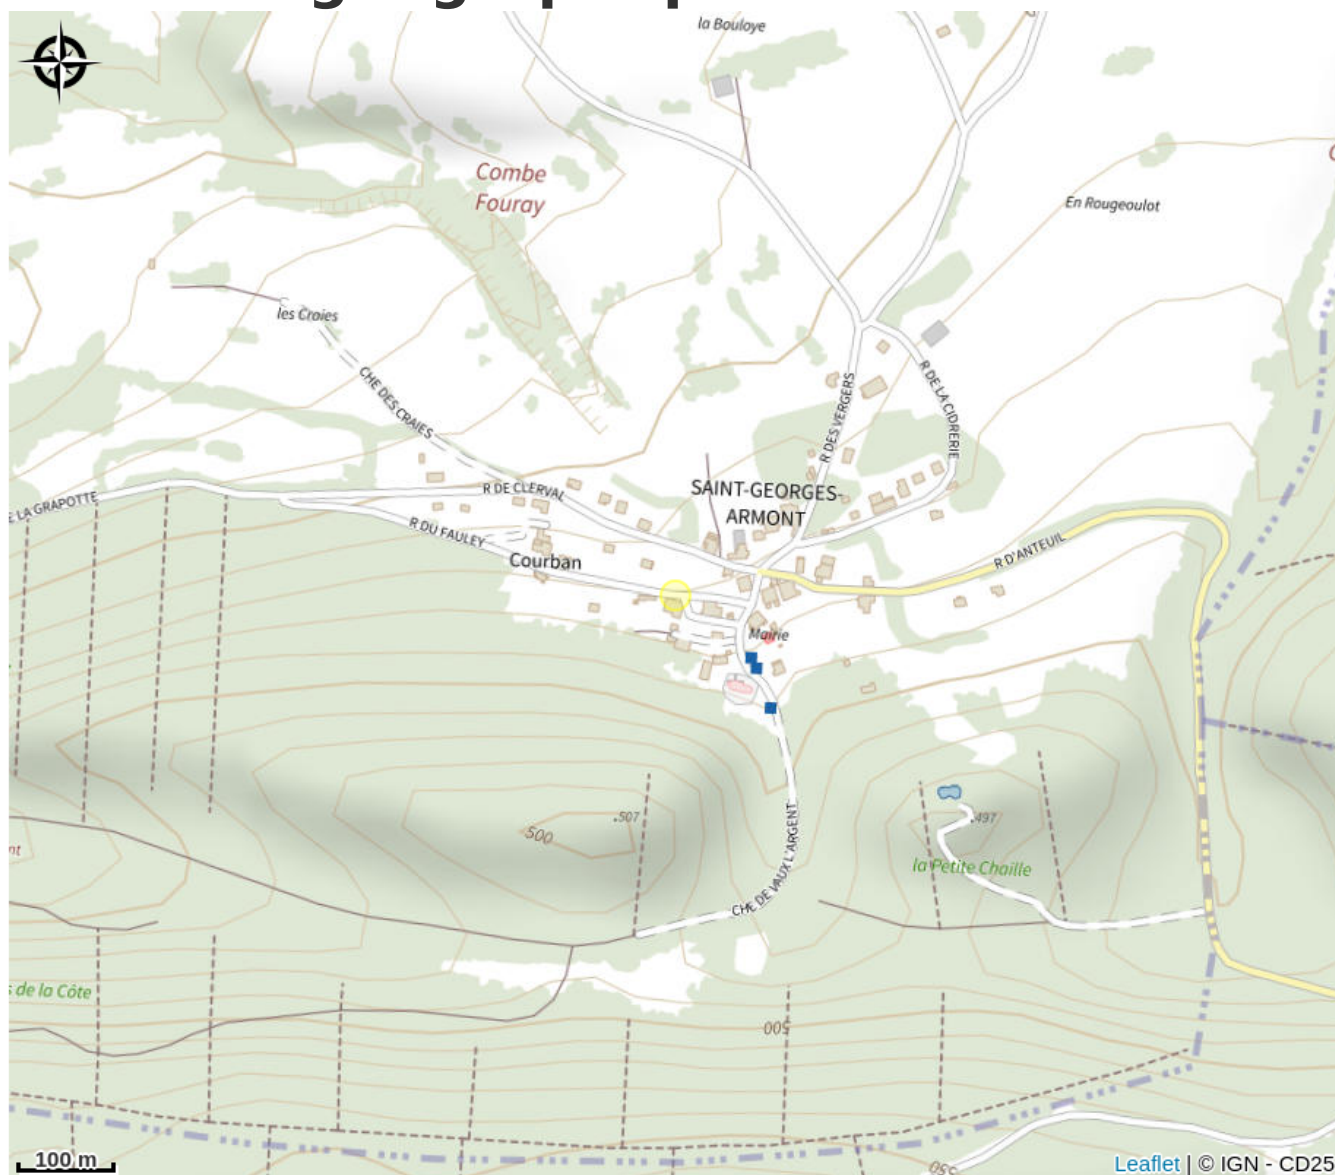 la Bouloye
Combe
Fouray
En Rougeoulot
les Craies
CHE DES CRAIES
R DES VERGERS
R DE LA CIDRERIE
R DE CLERVAL
SAINT-GEORGES-
ARMONT
E LA GRAPOTTE
R DU FAULEY
Courban
R D'ANTEUIL
Mairie
507
500
497
CHE DE VAUX L'ARGENT
la Petite Chaille
nt
s de la Côte
500
550
100 m
Leaflet | © IGN - CD25